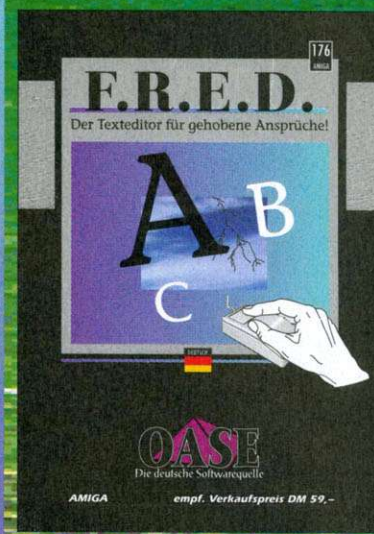 176
AMIGA
F.R.E.D.
Der Texteditor für gehobene Ansprüche!
A
B
C
OASE
Die deutsche Softwarequelle
AMIGA empf. Verkaufspreis DM 59,–